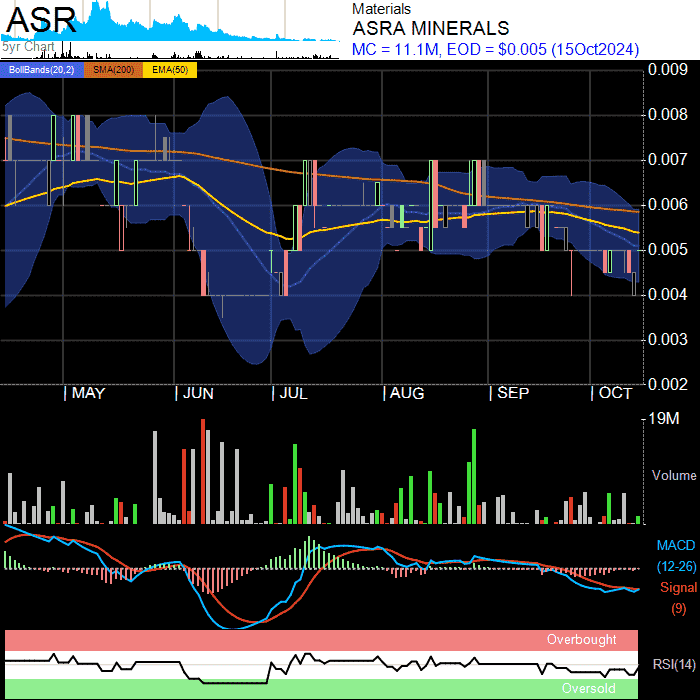 ASR
5yr Chart
Materials
ASRA MINERALS
MC = 11.1M, EOD = $0.005 (15Oct2024)
BollBands(20,2) SMA(200) EMA(50)
0.009
0.008
0.007
0.006
0.005
0.004
0.003
0.002
MAY JUN JUL AUG SEP OCT
19M
Volume
MACD
(12-26)
Signal
(9)
Overbought
RSI(14)
Oversold